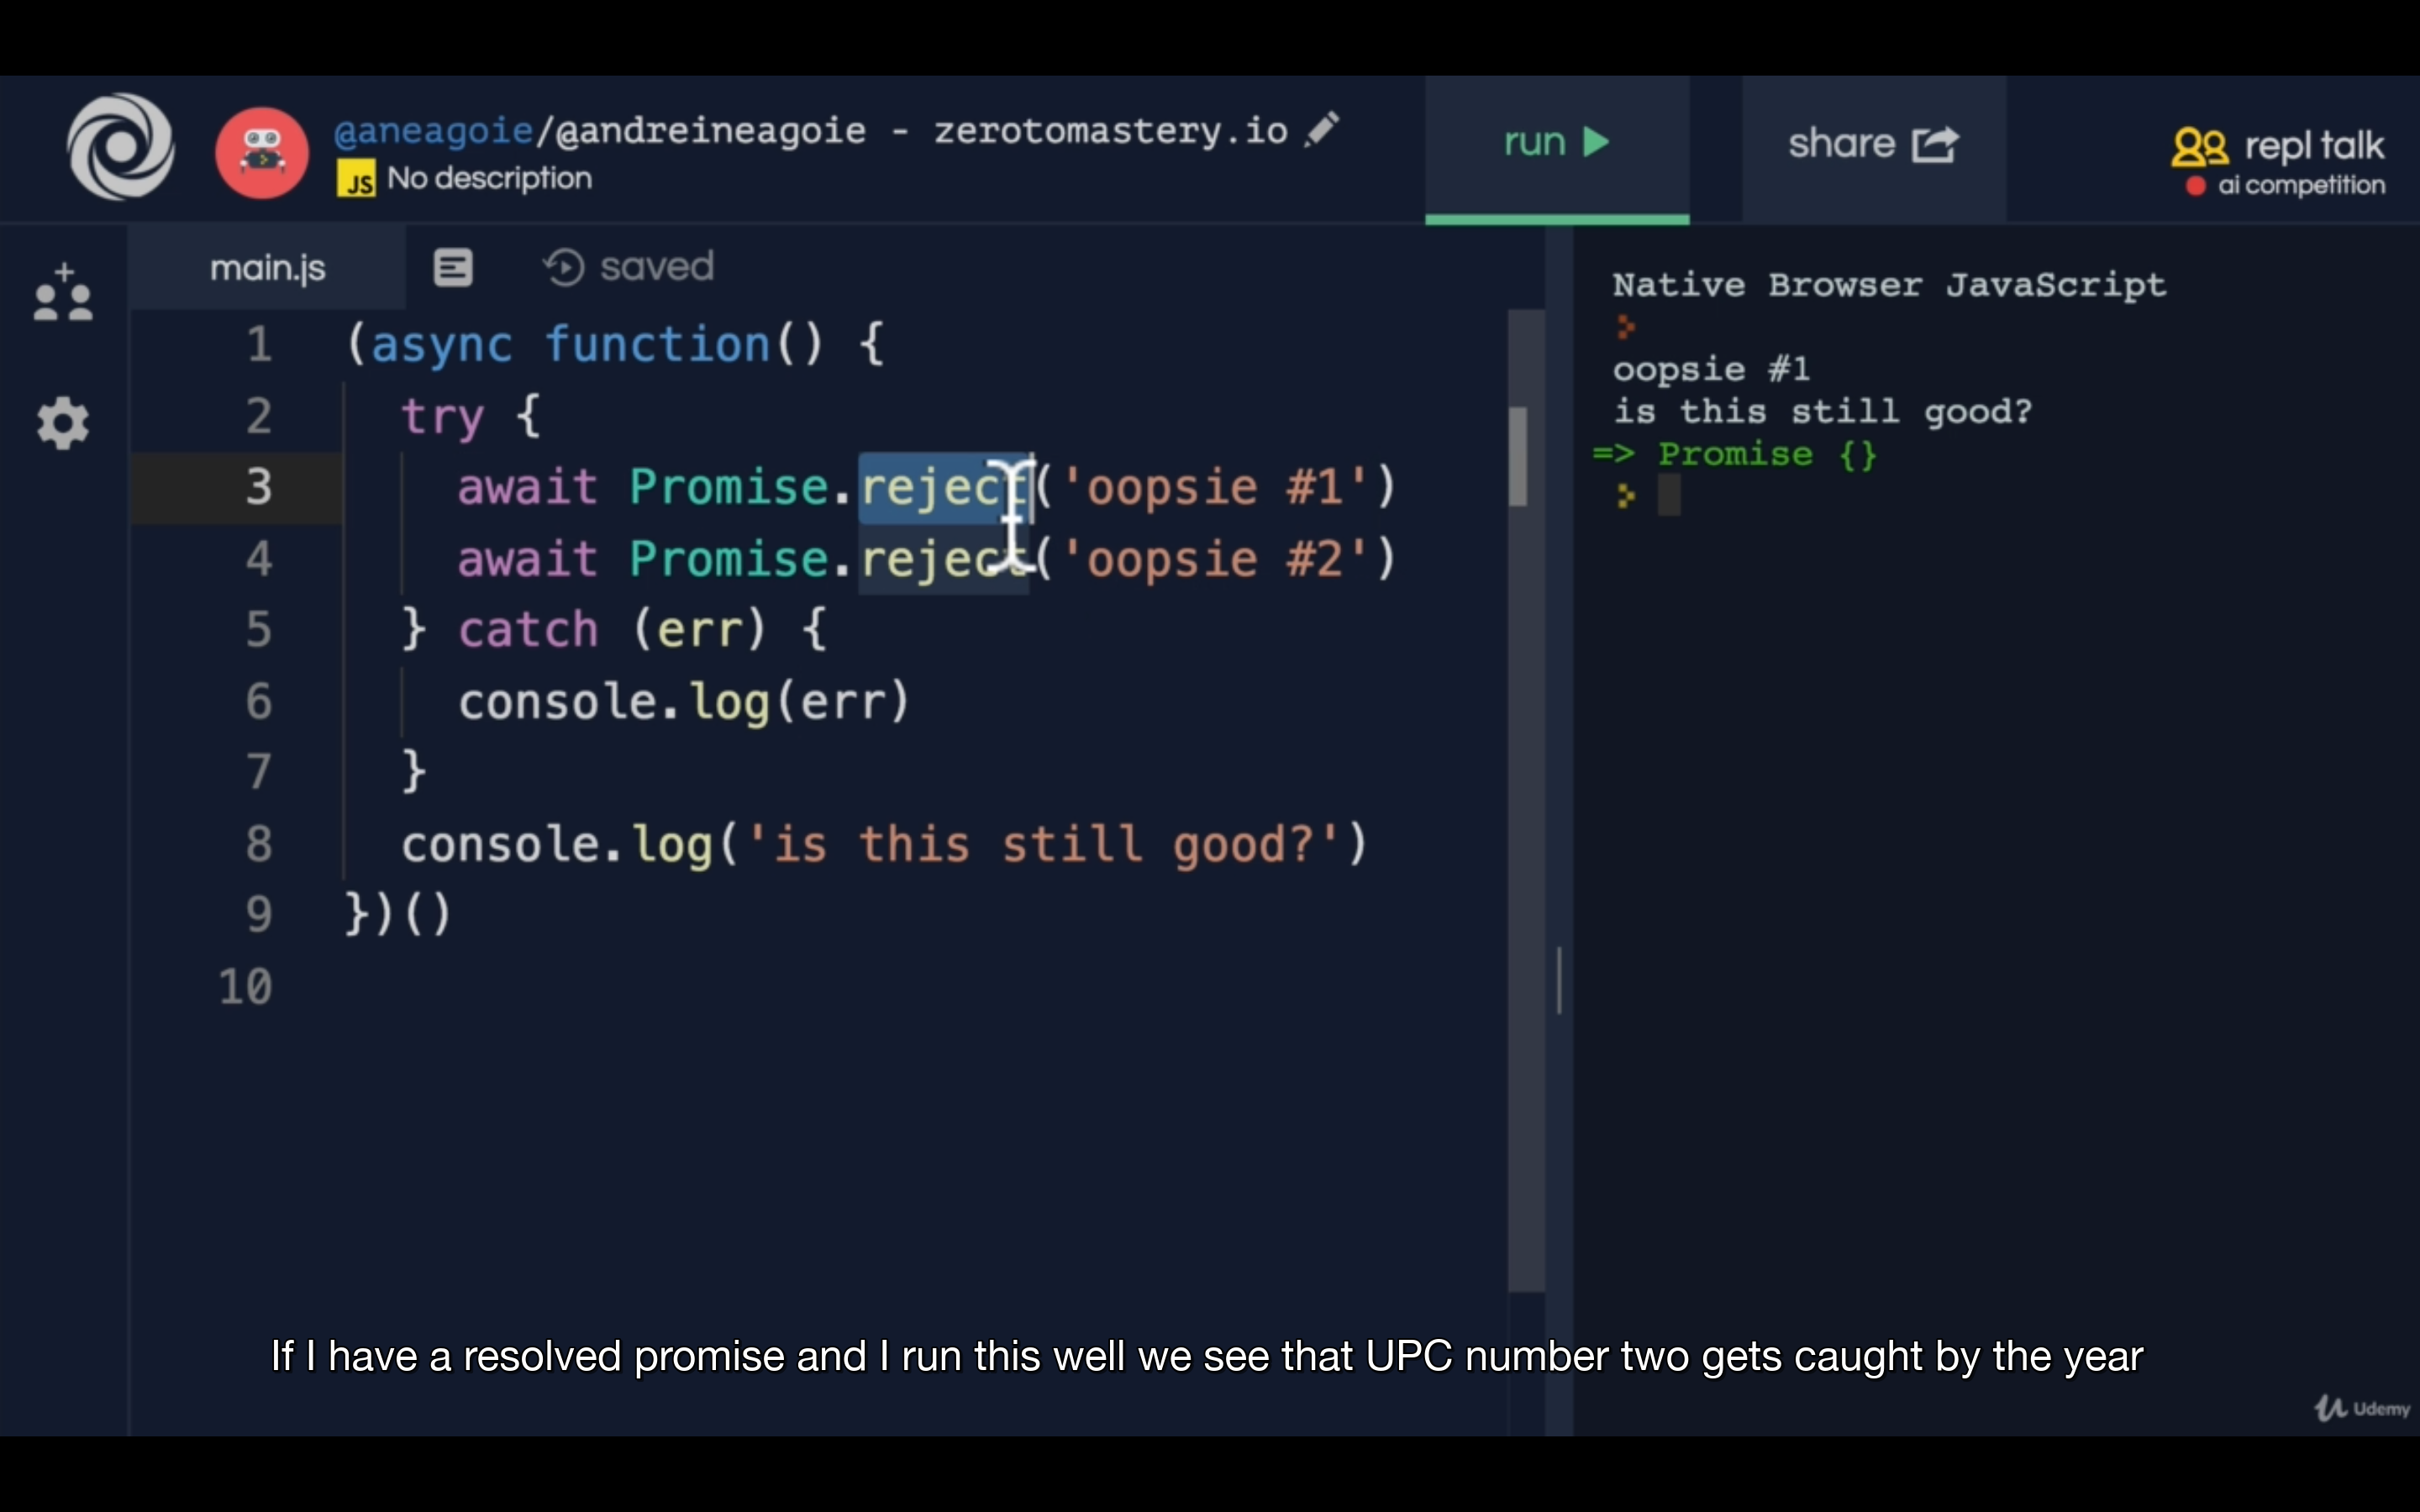 @aneagoie/@andreineagoie - zerotomastery.io
JS No description
run
share
repl talk
ai competition
main.js
saved
1 (async function() {
2 try {
3 await Promise.reject('oopsie #1')
4 await Promise.reject('oopsie #2')
5 } catch (err) {
6 console.log(err)
7 }
8 console.log('is this still good?')
9 })()
10
Native Browser JavaScript
oopsie #1
is this still good?
=> Promise {}
If I have a resolved promise and I run this well we see that UPC number two gets caught by the year
Udemy